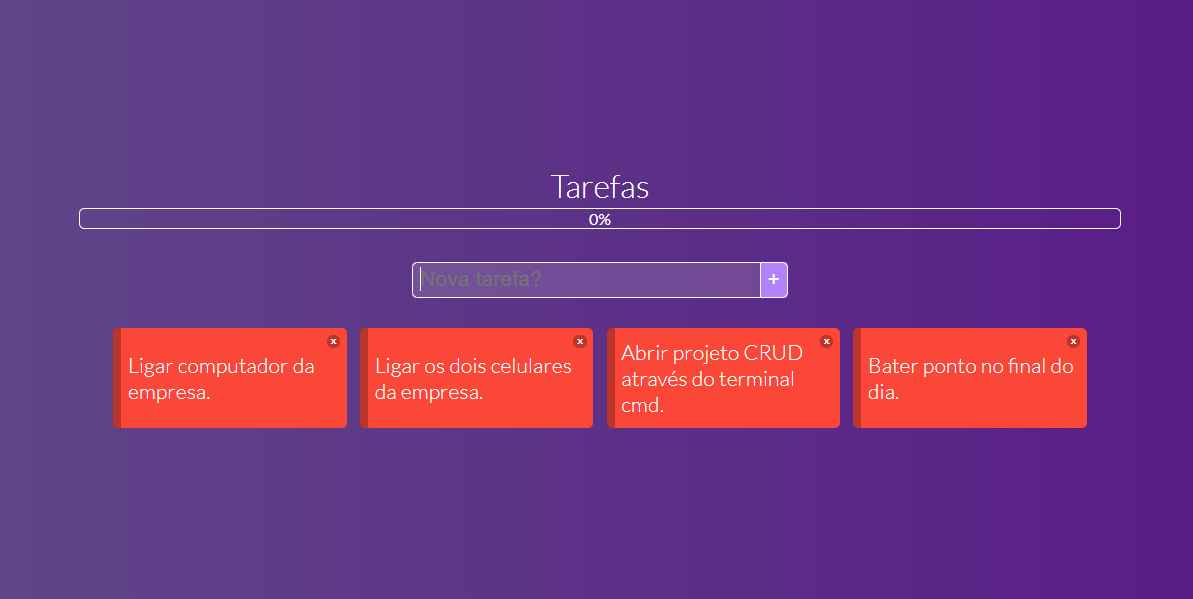 Tarefas
0%
Nova tarefa?
+
x
x
x
x
Ligar computador da
empresa.
Ligar os dois celulares
da empresa.
Abrir projeto CRUD
através do terminal
cmd.
Bater ponto no final do
dia.